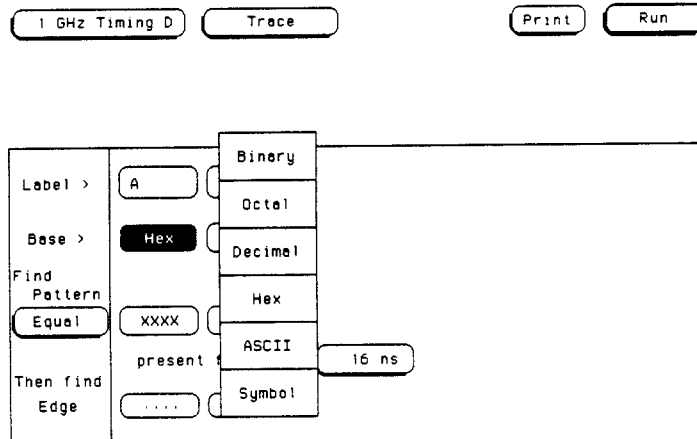 1 GHz Timing D Trace Print Run
Binary
Label > A
Octal
Base > Hex
Decimal
Find
Pattern
Hex
Equal XXXX
ASCII
present 16 ns
Then find
Symbol
Edge ....